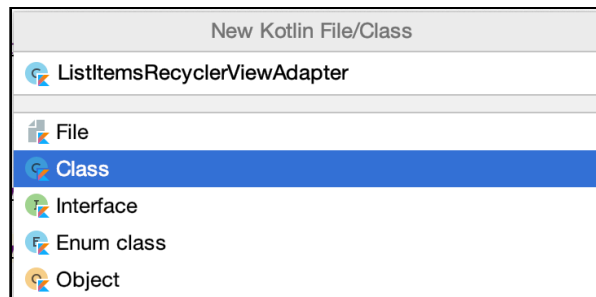 New Kotlin File/Class
ListItemsRecyclerViewAdapter
File
Class
Interface
Enum class
Object